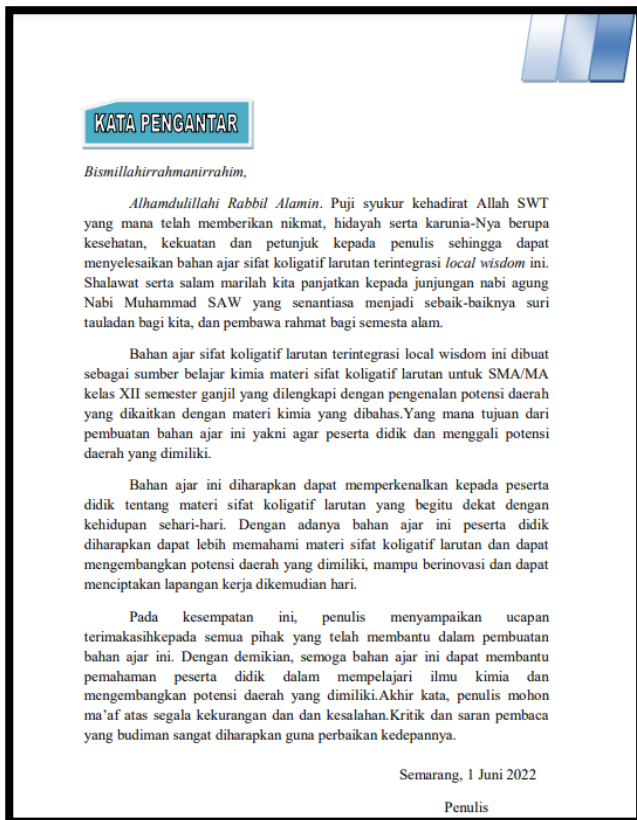 KATA PENGANTAR
Bismillahirrahmanirrahim,
Alhamdulillahi Rabbil Alamin. Puji syukur kehadirat Allah SWT
yang mana telah memberikan nikmat, hidayah serta karunia-Nya berupa
kesehatan, kekuatan dan petunjuk kepada penulis sehingga dapat
menyelesaikan bahan ajar sifat koligatif larutan terintegrasi local wisdom ini.
Shalawat serta salam marilah kita panjatkan kepada junjungan nabi agung
Nabi Muhammad SAW yang senantiasa menjadi sebaik-baiknya suri
tauladan bagi kita, dan pembawa rahmat bagi semesta alam.
Bahan ajar sifat koligatif larutan terintegrasi local wisdom ini dibuat
sebagai sumber belajar kimia materi sifat koligatif larutan untuk SMA/MA
kelas XII semester ganjil yang dilengkapi dengan pengenalan potensi daerah
yang dikaitkan dengan materi kimia yang dibahas.Yang mana tujuan dari
pembuatan bahan ajar ini yakni agar peserta didik dan menggali potensi
daerah yang dimiliki.
Bahan ajar ini diharapkan dapat memperkenalkan kepada peserta
didik tentang materi sifat koligatif larutan yang begitu dekat dengan
kehidupan sehari-hari. Dengan adanya bahan ajar ini peserta didik
diharapkan dapat lebih memahami materi sifat koligatif larutan dan dapat
mengembangkan potensi daerah yang dimiliki, mampu berinovasi dan dapat
menciptakan lapangan kerja dikemudian hari.
Pada kesempatan ini, penulis menyampaikan ucapan
terimakasihkepada semua pihak yang telah membantu dalam pembuatan
bahan ajar ini. Dengan demikian, semoga bahan ajar ini dapat membantu
pemahaman peserta didik dalam mempelajari ilmu kimia dan
mengembangkan potensi daerah yang dimiliki.Akhir kata, penulis mohon
ma'af atas segala kekurangan dan dan kesalahan.Kritik dan saran pembaca
yang budiman sangat diharapkan guna perbaikan kedepannya.
Semarang, 1 Juni 2022
Penulis